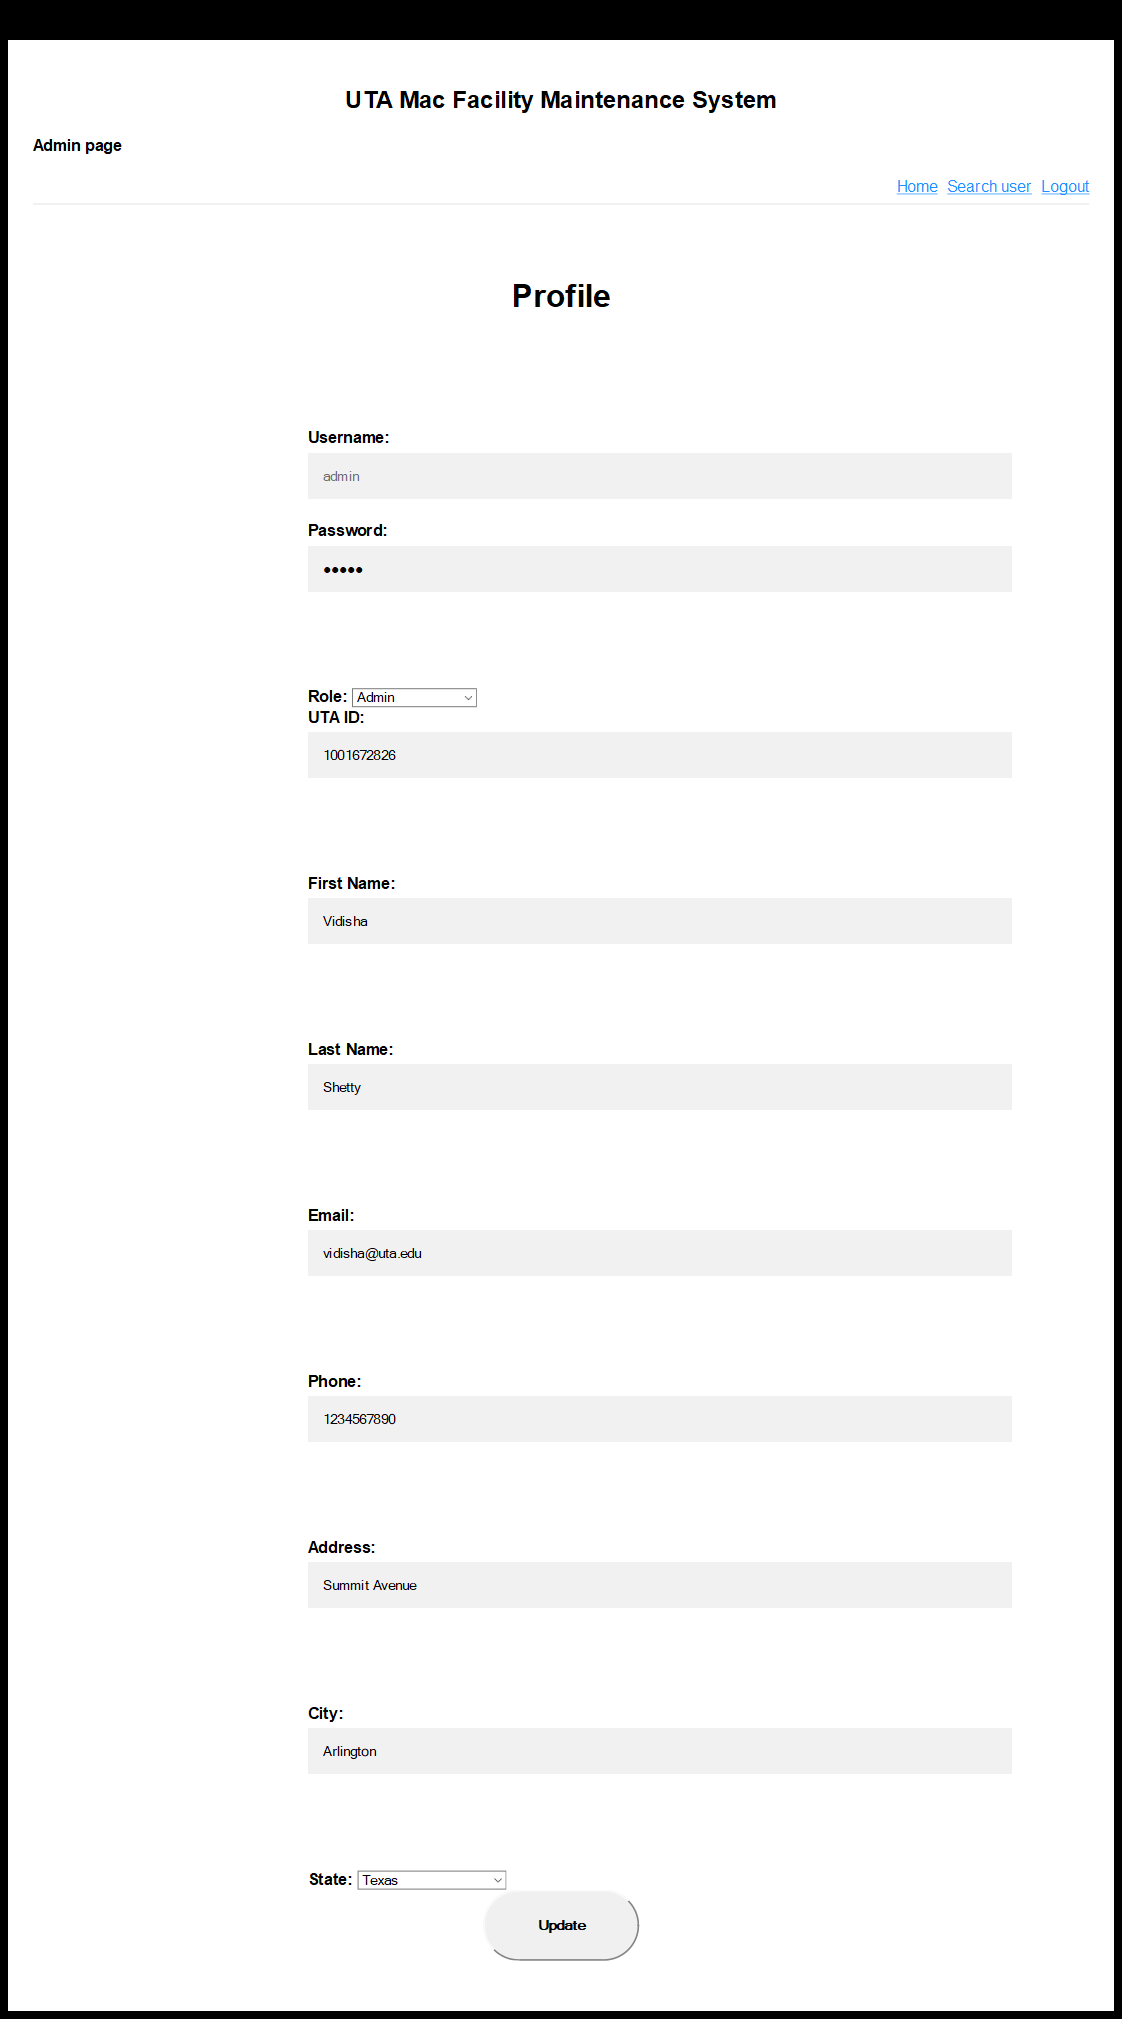 UTA Mac Facility Maintenance System
Admin page
Home Search user Logout
Profile
Username:
admin
Password:
•••••
Role: Admin
UTA ID:
1001672826
First Name:
Vidisha
Last Name:
Shetty
Email:
vidisha@uta.edu
Phone:
1234567890
Address:
Summit Avenue
City:
Arlington
State: Texas
Update